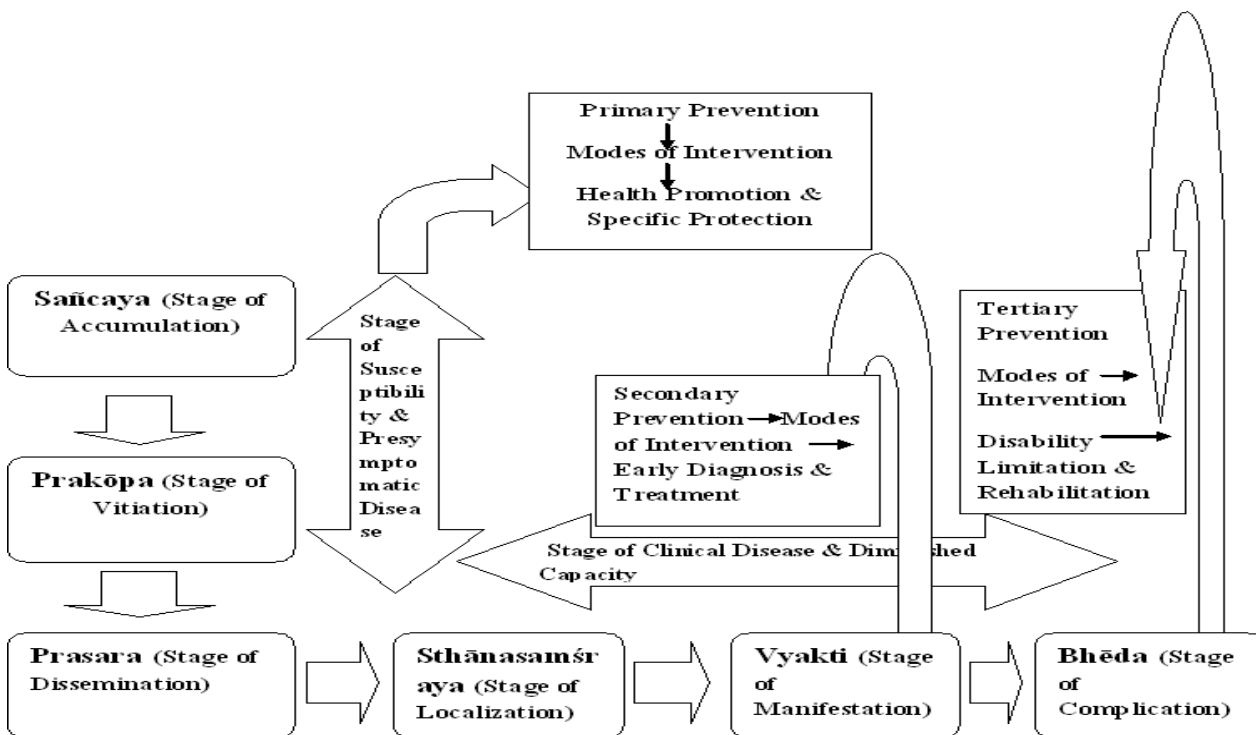 Primary Prevention
Modes of Intervention
Health Promotion &
Specific Protection
Sañcaya (Stage of
Accumulation)
Stage
of
Susce
ptibili
ty &
Presy
mpto
matic
Disea
se
Tertiary
Prevention
Modes of
Intervention
Disability
Limitation &
Rehabilitation
Secondary
Prevention Modes
of Intervention
Early Diagnosis &
Treatment
Prakōpa (Stage of
Vitiation)
Stage of Clinical Disease & Diminished
Capacity
Prasara (Stage of
Dissemination)
Sthānasamśr
aya (Stage of
Localization)
Vyakti (Stage
of
Manifestation)
Bhēda (Stage
of
Complication)